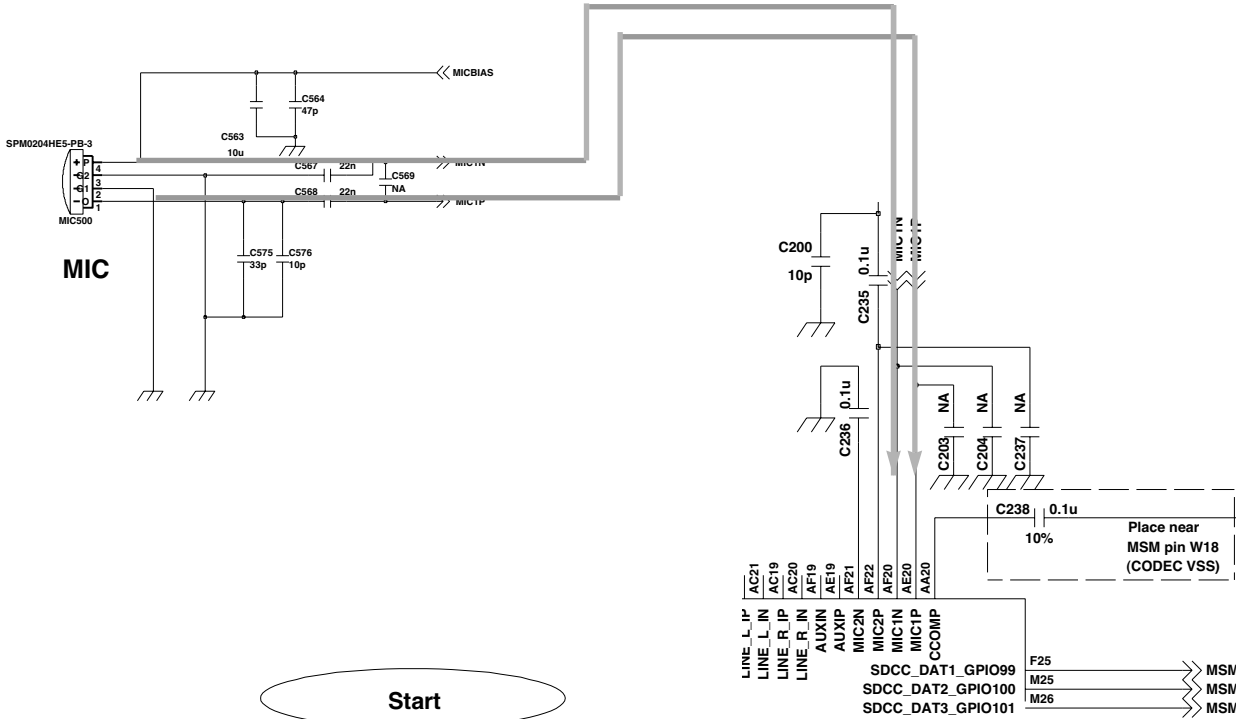 MICBIAS
C564
47p
C563
10u
SPM0204HE5-PB-3
+ P
4
G2
3
G1
2
- O
1
MIC500
C567 22n
MIC1N
C569
NA
C568 22n
MIC1P
C575
33p
C576
10p
MIC
C200
10p
0.1u
C235
MIC1N
MIC1P
0.1u
C236
NA
C203
NA
C204
NA
C237
C238 0.1u
10%
Place near
MSM pin W18
(CODEC VSS)
AC21
AC19
AC20
AF19
AE19
AF21
AF22
AF20
AE20
AA20
LINE_L_IP
LINE_L_IN
LINE_R_IP
LINE_R_IN
AUXIN
AUXIP
MIC2N
MIC2P
MIC1N
MIC1P
CCOMP
SDCC_DAT1_GPIO99 F25 MSM
SDCC_DAT2_GPIO100 M25 MSM
SDCC_DAT3_GPIO101 M26 MSM
Start